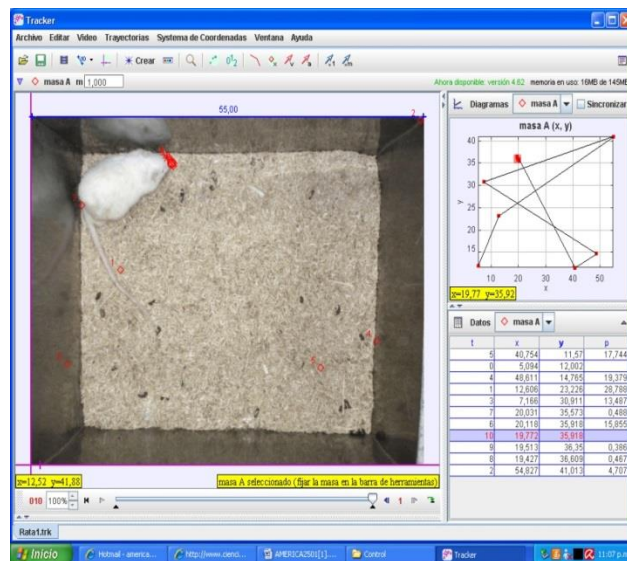 Tracker
Archivo Editar Video Trayectorias Systema de Coordenadas Ventana Ayuda
Crear
masa A m 1,000
Ahora disponible: versión 4.62 memoria en uso: 16MB de 145MB
55,00
Diagramas masa A Sincronizar
masa A (x, y)
40
35
30
25
20
15
y
10 20 30 40 50
x
x=19,77 y=35,92
Datos masa A
t x y p
5 40,754 11,57 17,744
0 5,094 12,002
4 48,611 14,765 19,379
1 12,606 23,226 28,788
3 7,166 30,911 13,487
7 20,031 35,573 0,488
6 20,118 35,918 15,855
10 19,772 35,918
9 19,513 36,35 0,386
8 19,427 36,609 0,467
2 54,827 41,013 4,707
x=12,52 y=41,88
masa A seleccionado (fijar la masa en la barra de herramientas)
010 100% 1
Rata1.trk
Inicio Hotmail - america... http://www.cienci... AMERICA2501[1].... Control Tracker 11:07 p.m.